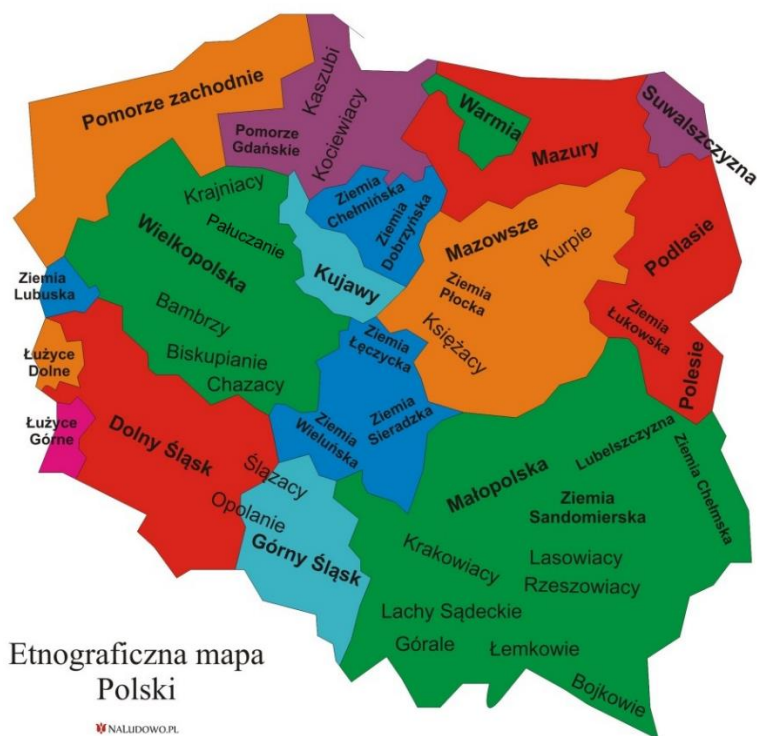 Pomorze zachodnie
Kaszubi
Pomorze
Gdańskie
Kociewiacy
Warmia
Mazury
Suwalszczyzna
Krajniacy
Ziemia
Chełmińska
Ziemia
Dobrzyńska
Pałuczanie
Wielkopolska
Kujawy
Mazowsze
Kurpie
Podlasie
Ziemia
Lubuska
Ziemia
Płocka
Bambrzy
Księżacy
Ziemia
Łukowska
Ziemia
Łęczycka
Łużyce
Dolne
Biskupianie
Chazacy
Polesie
Łużyce
Górne
Dolny Śląsk
Ziemia
Wieluńska
Ziemia
Sieradzka
Lubelszczyzna
Ziemia Chełmska
Ślązacy
Małopolska
Opolanie
Ziemia
Sandomierska
Górny Śląsk
Krakowiacy
Lasowiacy
Rzeszowiacy
Lachy Sądeckie
Górale
Łemkowie
Bojkowie
Etnograficzna mapa
Polski
NALUDOWO.PL